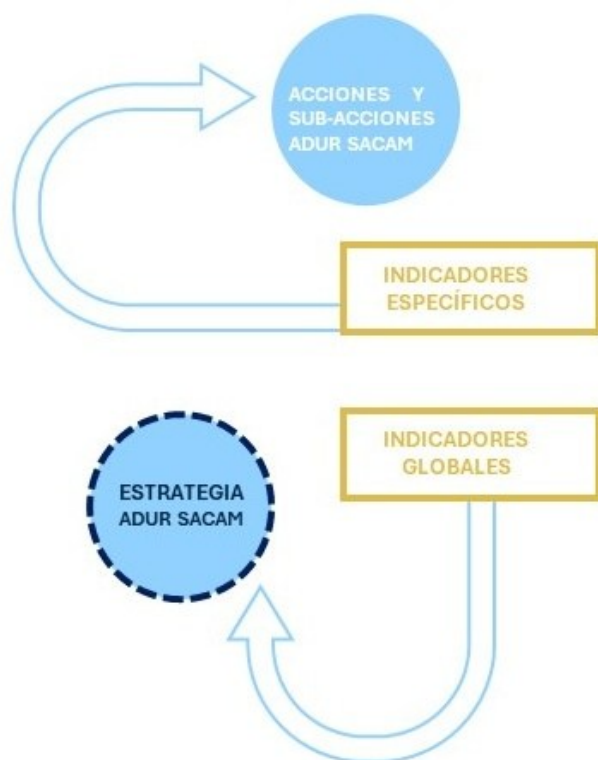 ACCIONES Y
SUB-ACCIONES
ADUR SACAM
INDICADORES
ESPECÍFICOS
INDICADORES
GLOBALES
ESTRATEGIA
ADUR SACAM